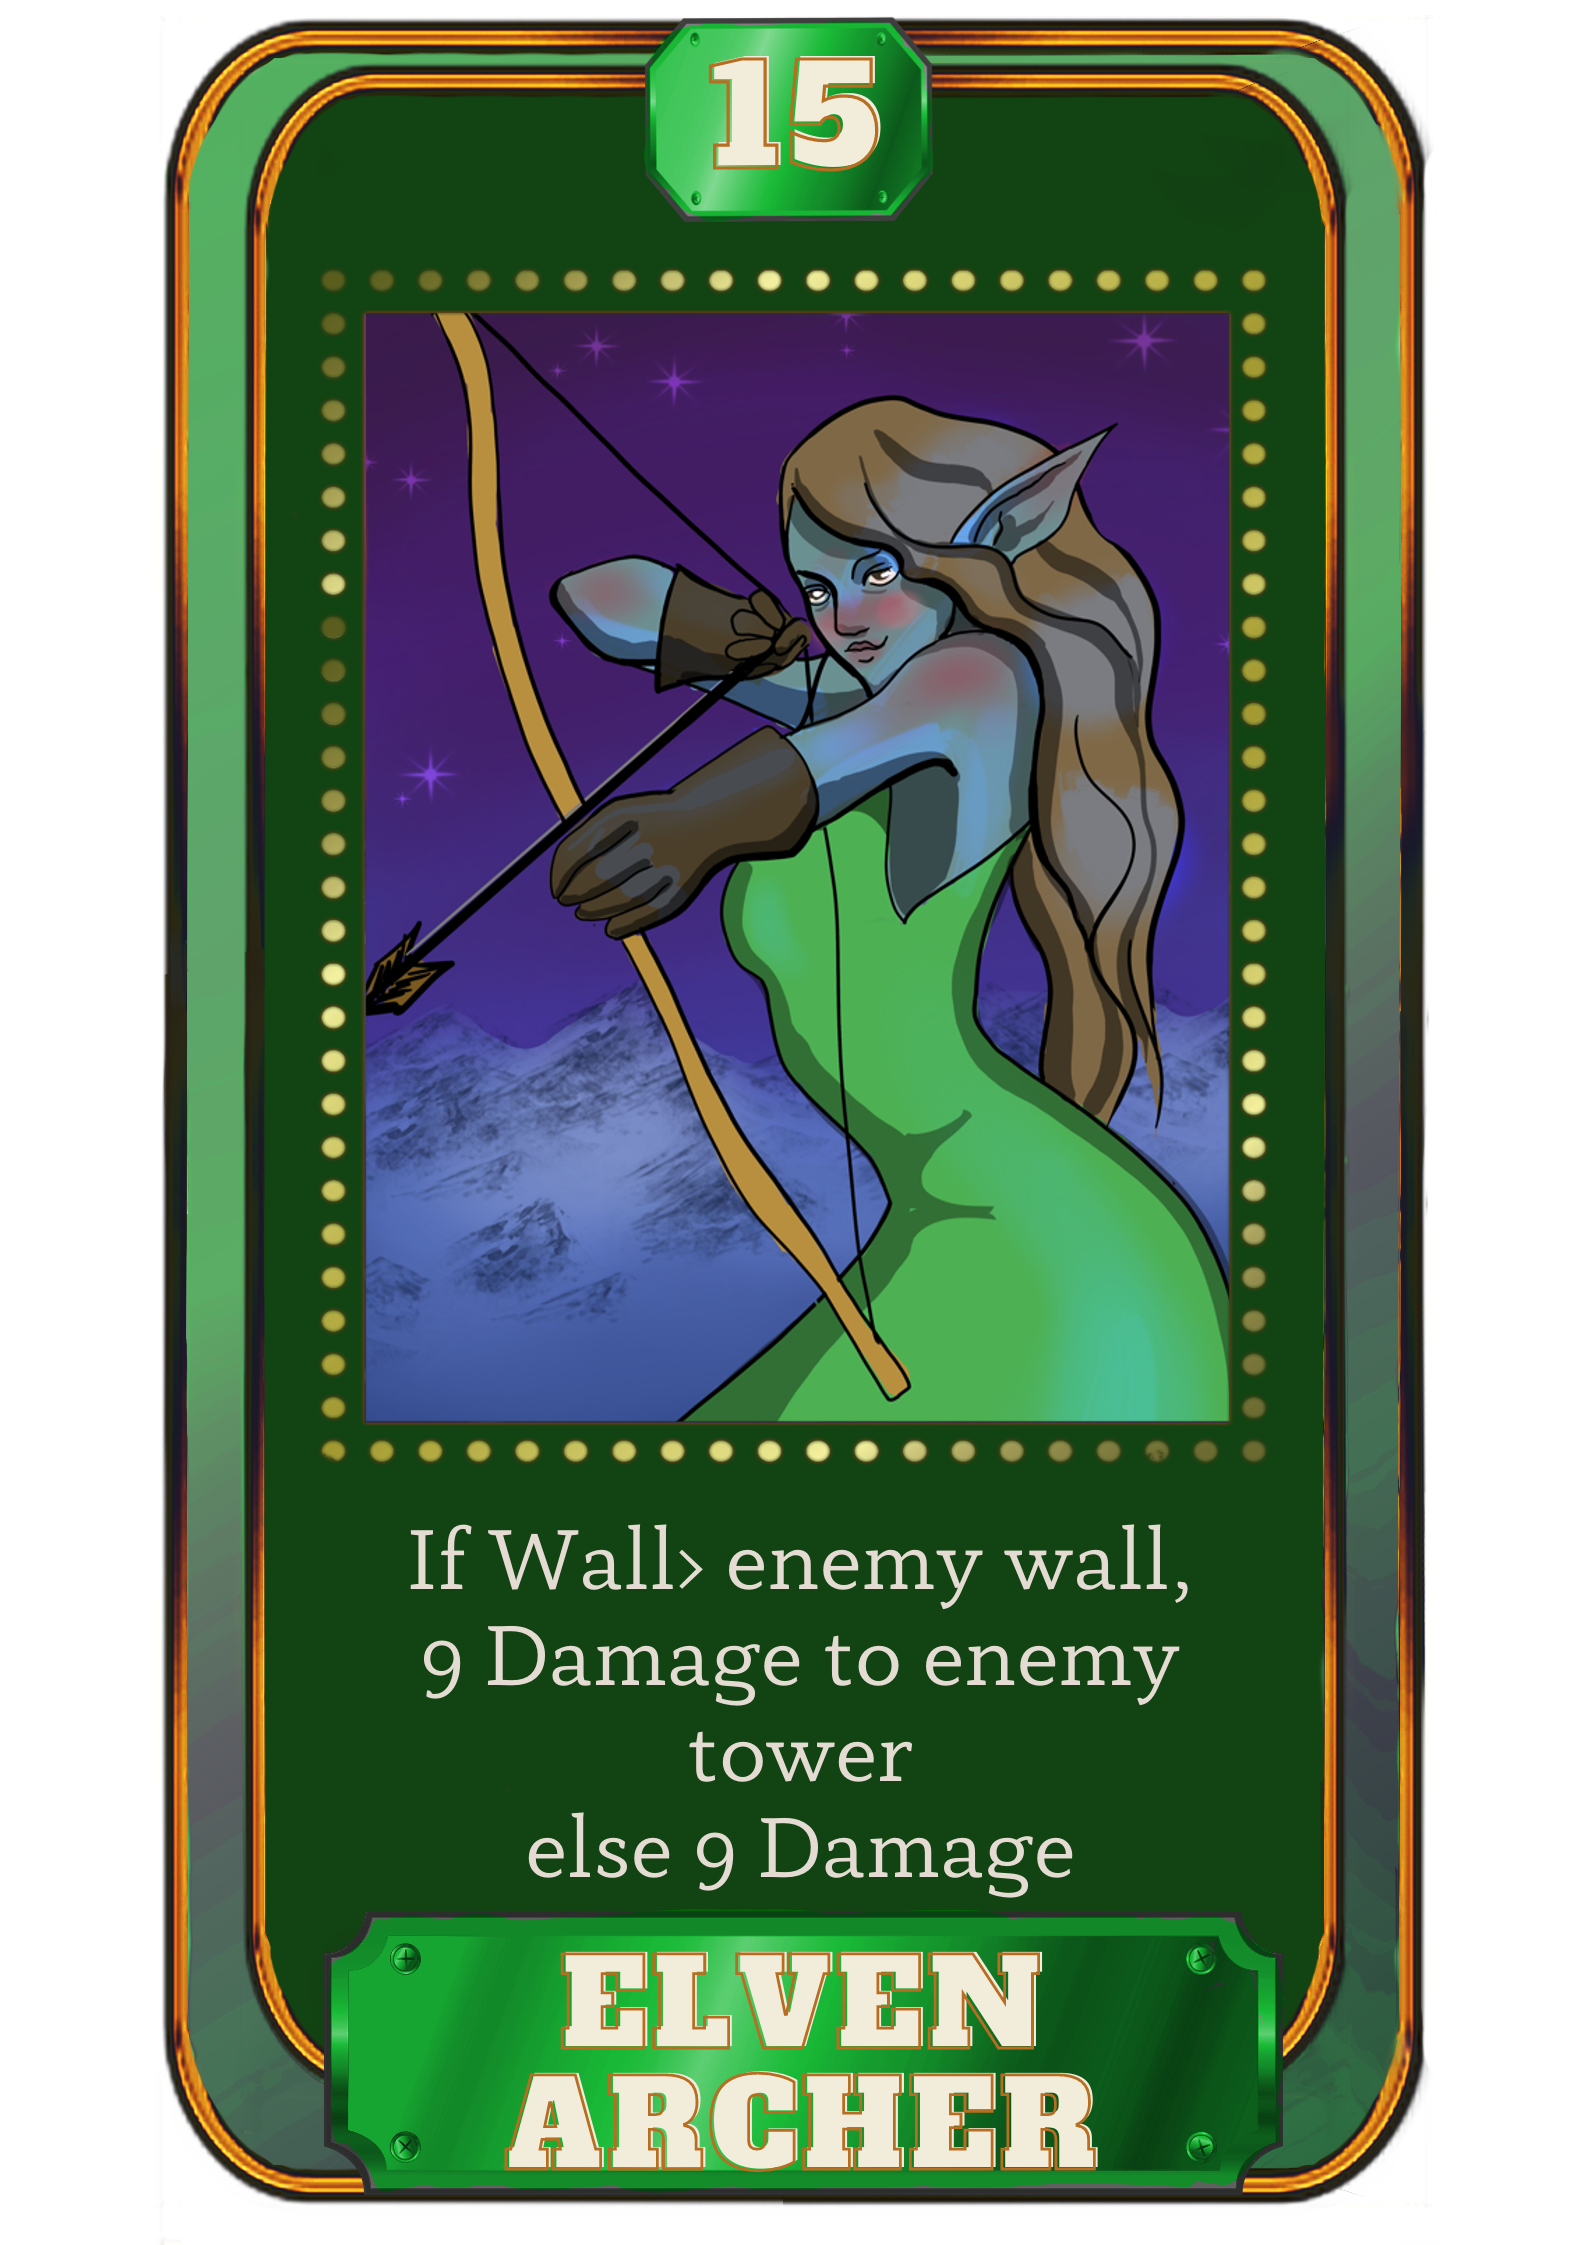 15
If Wall> enemy wall,
9 Damage to enemy
tower
else 9 Damage
ELVEN
ARCHER